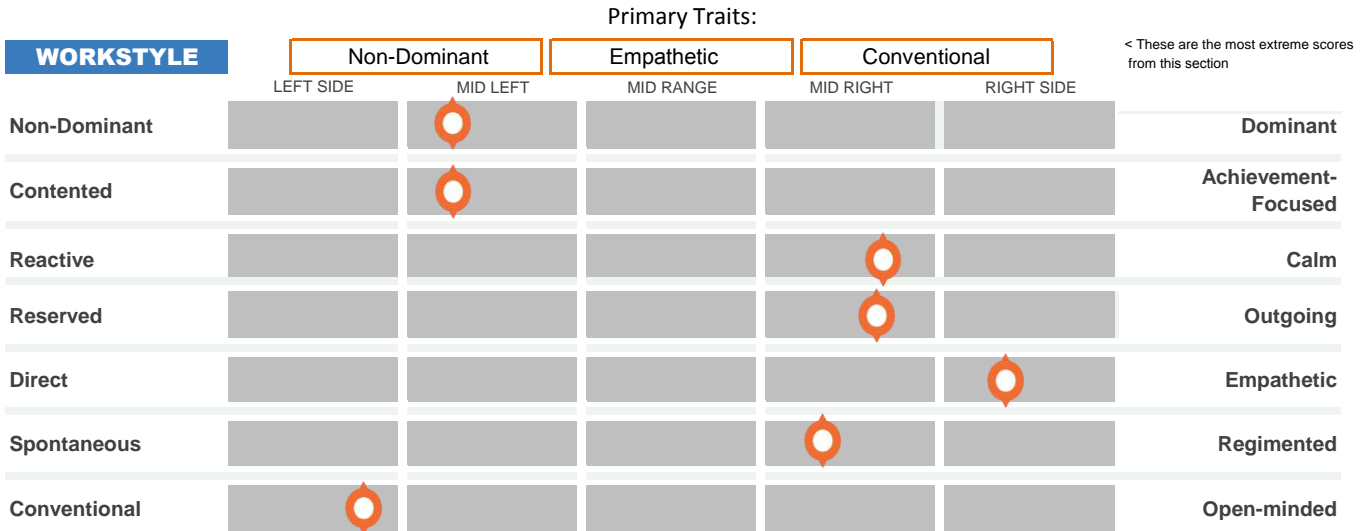 Primary Traits:
WORKSTYLE
Non-Dominant Empathetic Conventional
< These are the most extreme scores
from this section
LEFT SIDE MID LEFT MID RANGE MID RIGHT RIGHT SIDE
Non-Dominant Dominant
Contented Achievement-
Focused
Reactive Calm
Reserved Outgoing
Direct Empathetic
Spontaneous Regimented
Conventional Open-minded